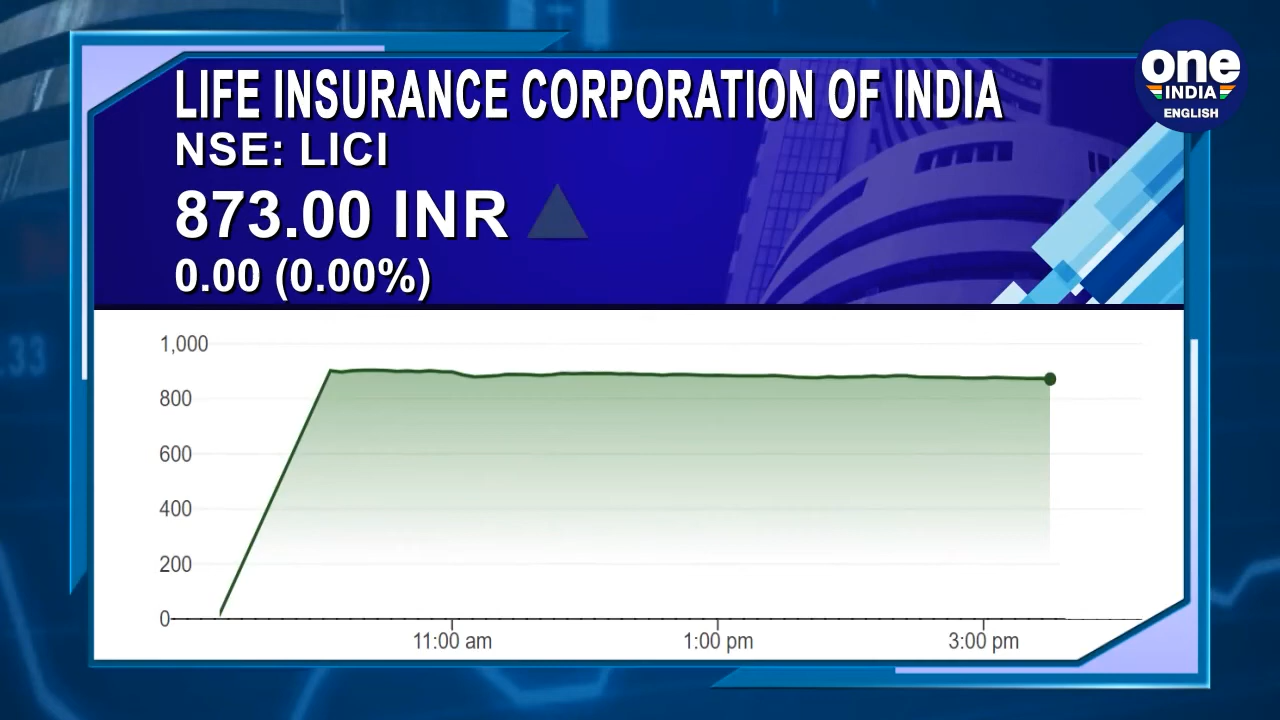 LIFE INSURANCE CORPORATION OF INDIA
NSE: LICI
873.00 INR
0.00 (0.00%)
one
INDIA
ENGLISH
.33
1,000
800
600
400
200
0
11:00 am
1:00 pm
3:00 pm